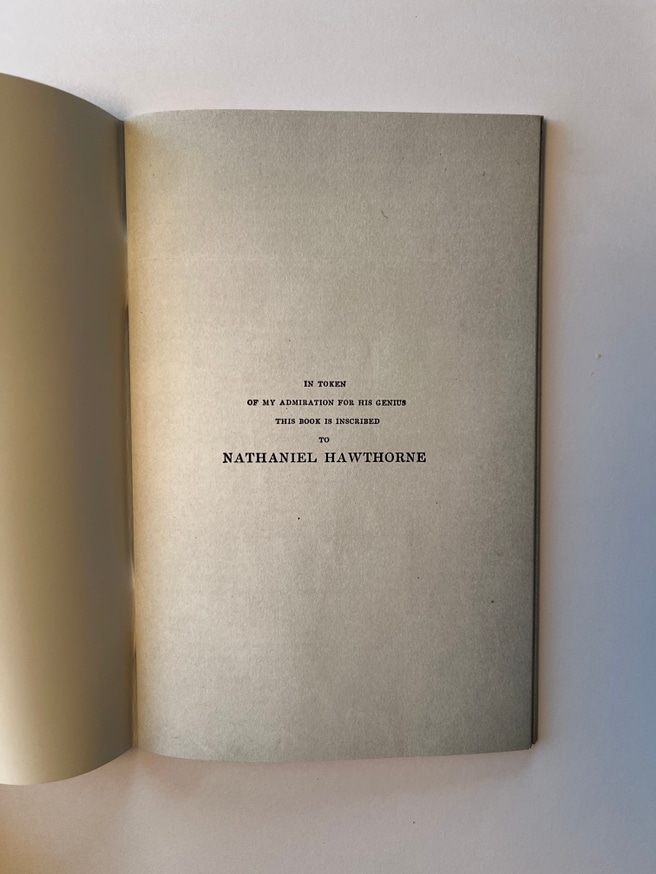 IN TOKEN
OF MY ADMIRATION FOR HIS GENIUS
THIS BOOK IS INSCRIBED
TO
NATHANIEL HAWTHORNE